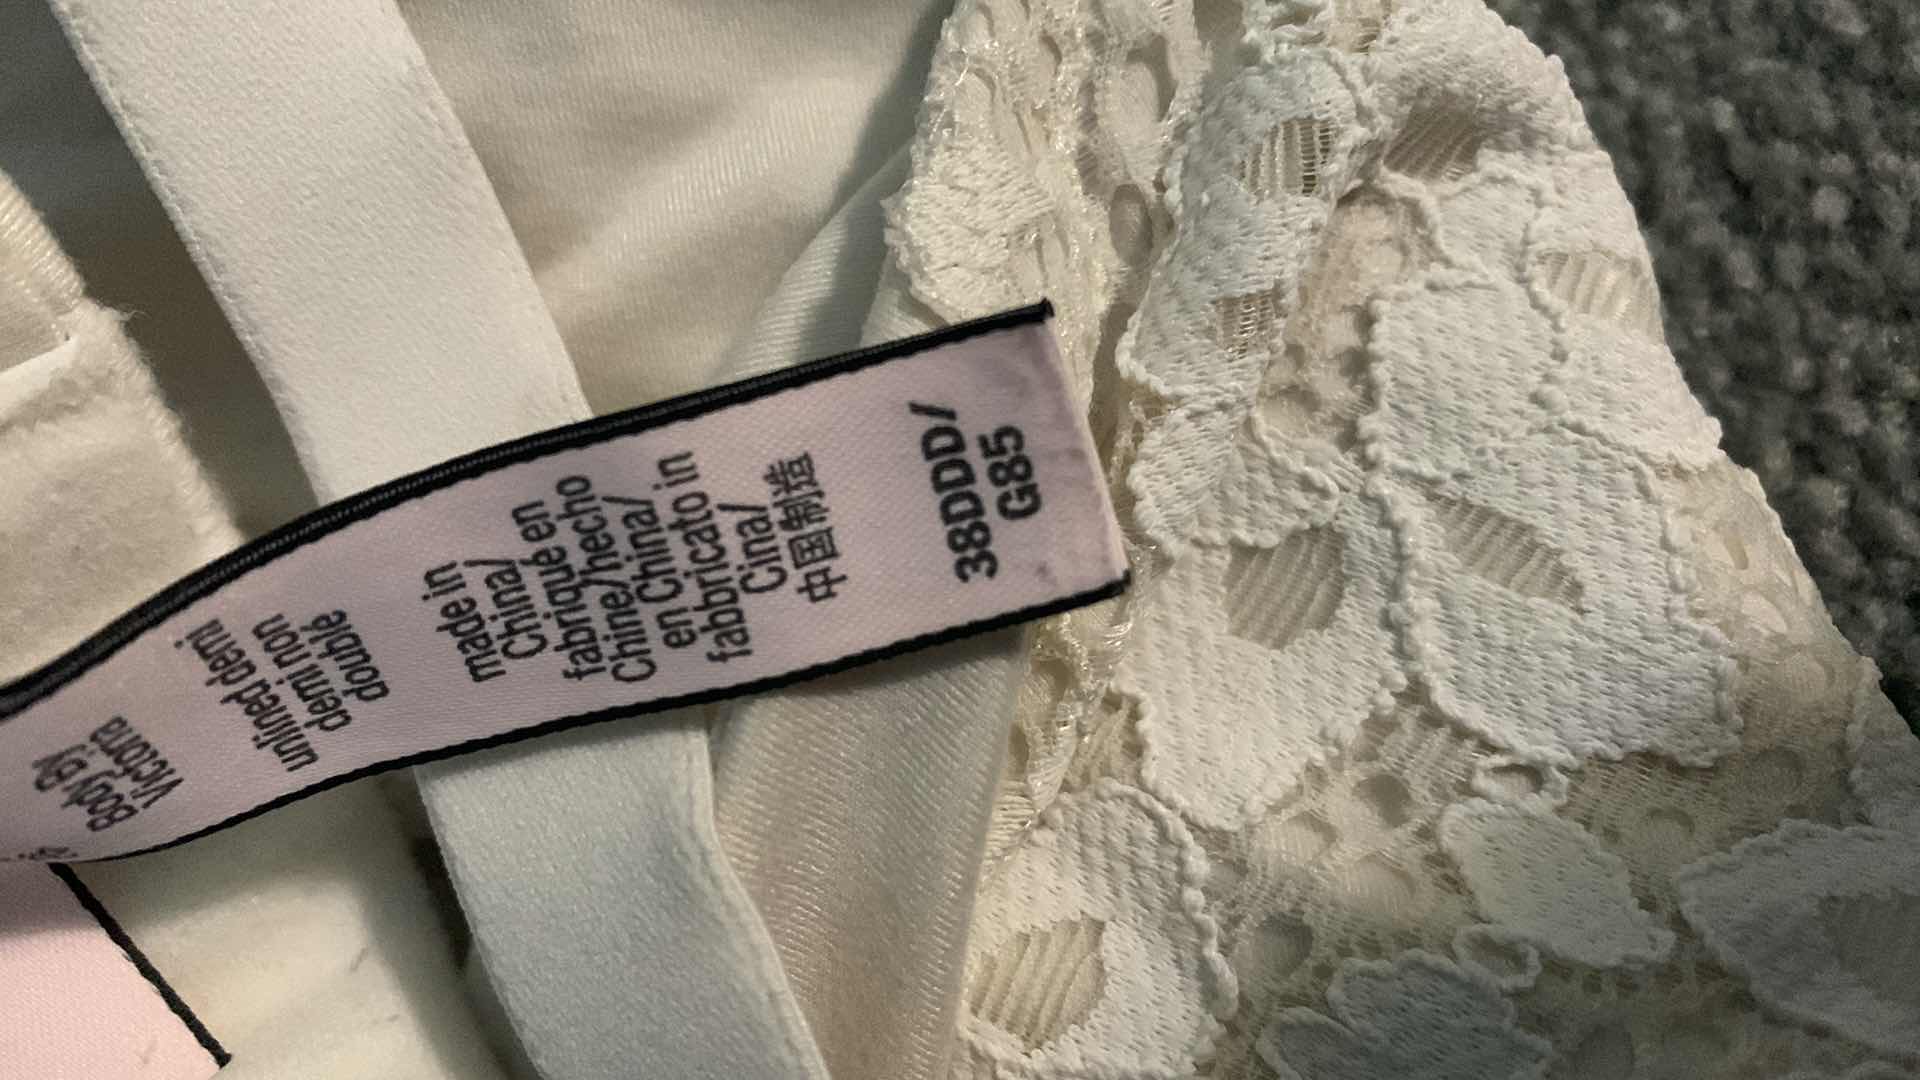 Body By
Victoria
unlined demi
demi non
doublé
made in
China/
fabriqué en
Chine/hecho
en China/
fabbricato in
Cina/
中国制造
38DDD/
G85